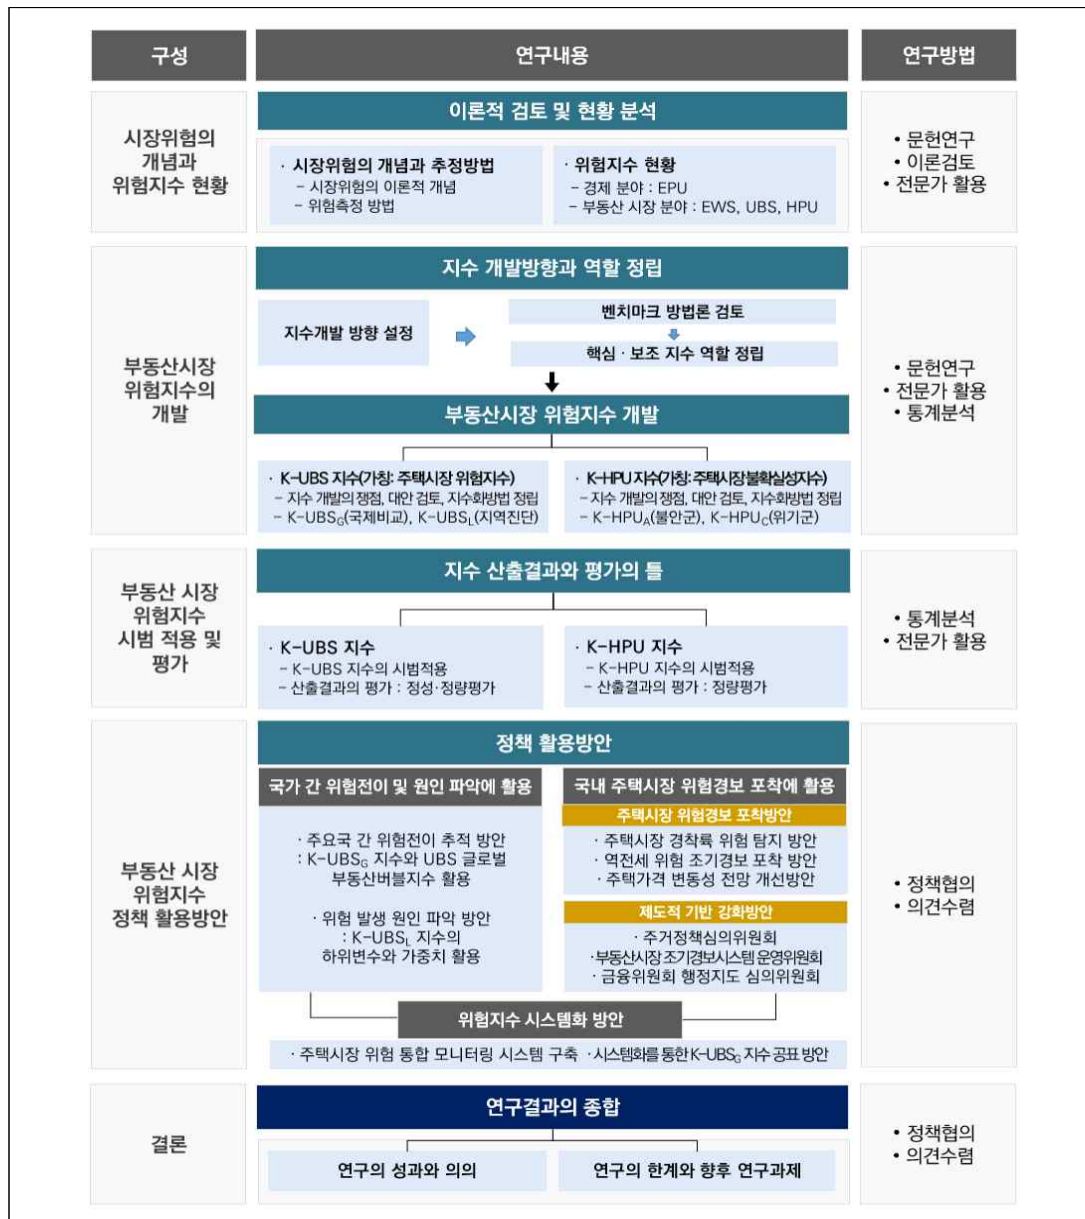 구성
연구내용
연구방법
시장위험의
개념과
위험지수 현황
이론적 검토 및 현황 분석
· 시장위험의 개념과 추정방법
- 시장위험의 이론적 개념
- 위험측정 방법
· 위험지수 현황
- 경제 분야 : EPU
- 부동산 시장 분야 : EWS, UBS, HPU
• 문헌연구
• 이론검토
• 전문가 활용
부동산시장
위험지수의
개발
지수 개발방향과 역할 정립
지수개발 방향 설정
벤치마크 방법론 검토
핵심 · 보조 지수 역할 정립
부동산시장 위험지수 개발
· K-UBS 지수(가칭: 주택시장 위험지수)
- 지수 개발의 쟁점, 대안 검토, 지수화방법 정립
- K-UBSG(국제비교), K-UBSL(지역진단)
· K-HPU 지수(가칭: 주택시장 불확실성지수)
- 지수 개발의 쟁점, 대안 검토, 지수화방법 정립
- K-HPUA(불안군), K-HPUC(위기군)
• 문헌연구
• 전문가 활용
• 통계분석
부동산 시장
위험지수
시범 적용 및
평가
지수 산출결과와 평가의 틀
· K-UBS 지수
- K-UBS 지수의 시범적용
- 산출결과의 평가 : 정성·정량평가
· K-HPU 지수
- K-HPU 지수의 시범적용
- 산출결과의 평가 : 정량평가
• 통계분석
• 전문가 활용
부동산 시장
위험지수
정책 활용방안
정책 활용방안
국가 간 위험전이 및 원인 파악에 활용
· 주요국 간 위험전이 추적 방안
: K-UBSG 지수와 UBS 글로벌
부동산버블지수 활용
· 위험 발생 원인 파악 방안
: K-UBSL 지수의
하위변수와 가중치 활용
국내 주택시장 위험경보 포착에 활용
주택시장 위험경보 포착방안
· 주택시장 경착륙 위험 탐지 방안
· 역전세 위험 조기경보 포착 방안
· 주택가격 변동성 전망 개선방안
제도적 기반 강화방안
· 주거정책심의위원회
· 부동산시장 조기경보시스템 운영위원회
· 금융위원회 행정지도 심의위원회
위험지수 시스템화 방안
· 주택시장 위험 통합 모니터링 시스템 구축 · 시스템화를 통한 K-UBSG 지수 공표 방안
• 정책협의
• 의견수렴
결론
연구결과의 종합
연구의 성과와 의의
연구의 한계와 향후 연구과제
• 정책협의
• 의견수렴